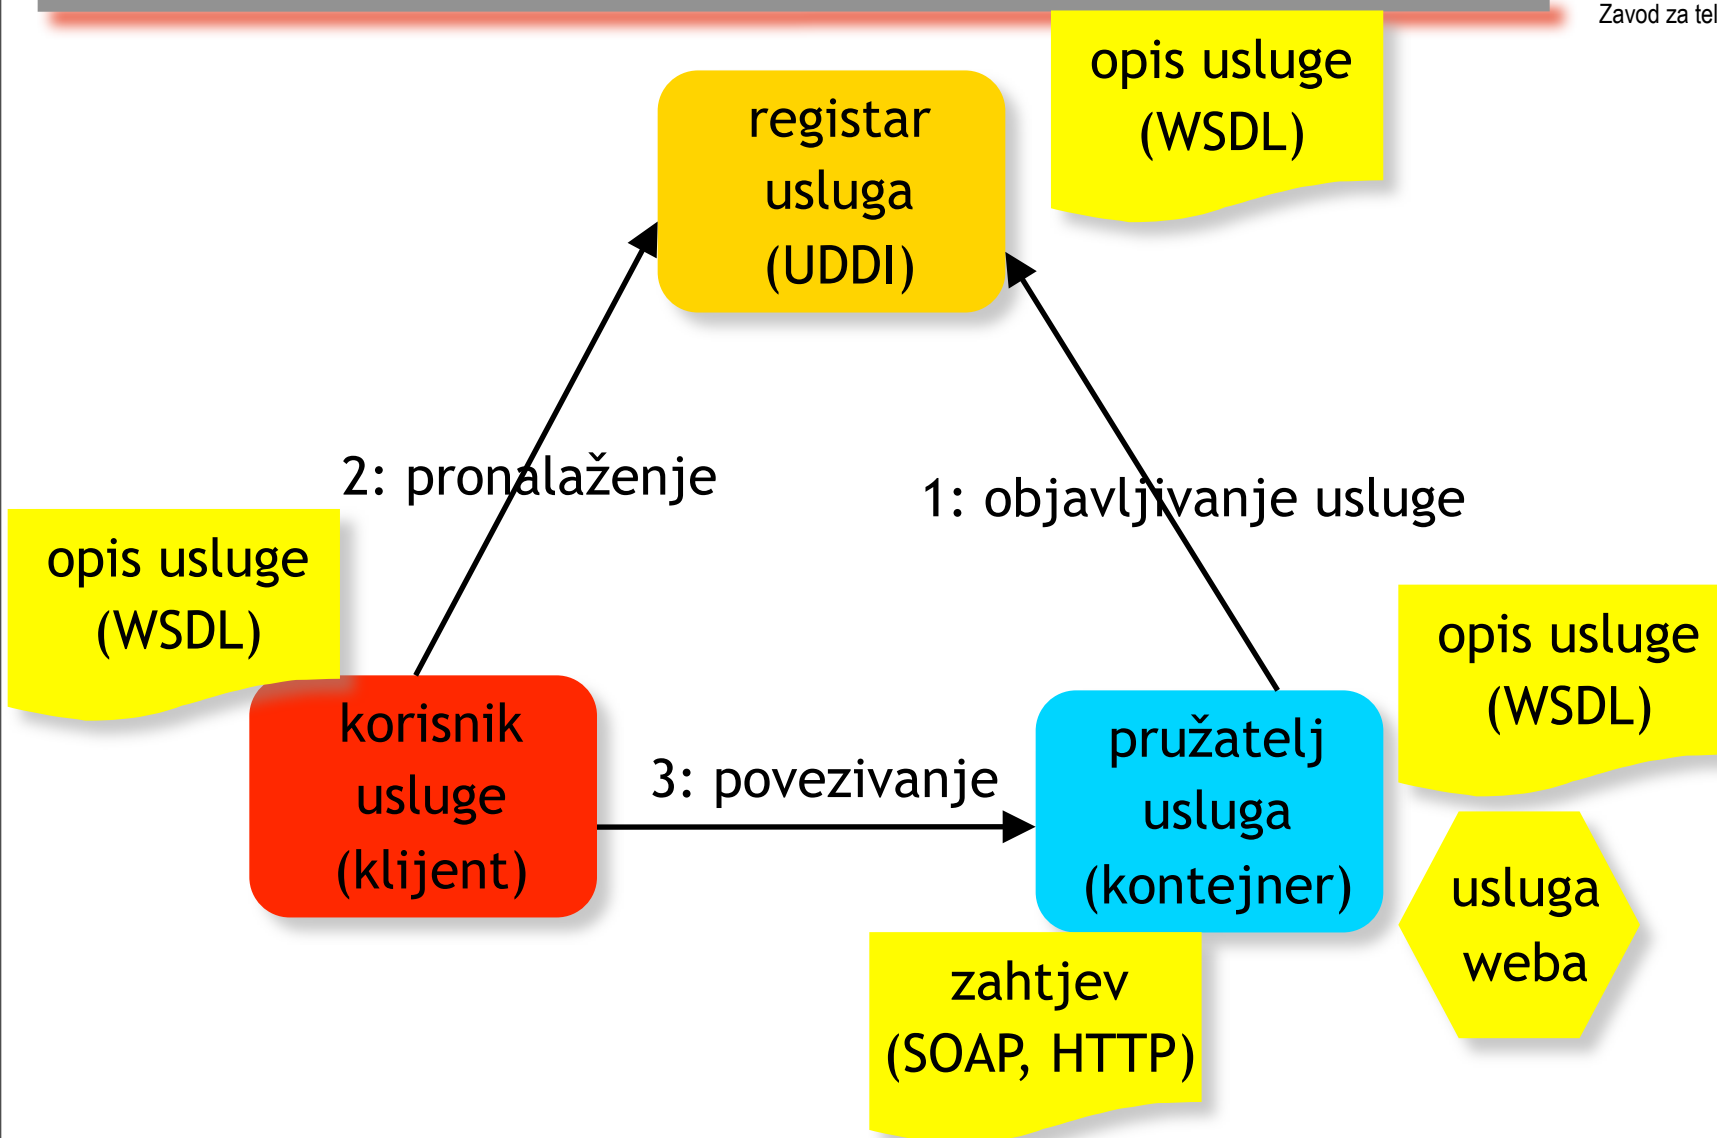 Zavod za tel
opis usluge
(WSDL)
registar
usluga
(UDDI)
2: pronalaženje
1: objavljivanje usluge
opis usluge
(WSDL)
opis usluge
(WSDL)
korisnik
usluge
(klijent)
3: povezivanje
pružatelj
usluga
(kontejner)
usluga
weba
zahtjev
(SOAP, HTTP)